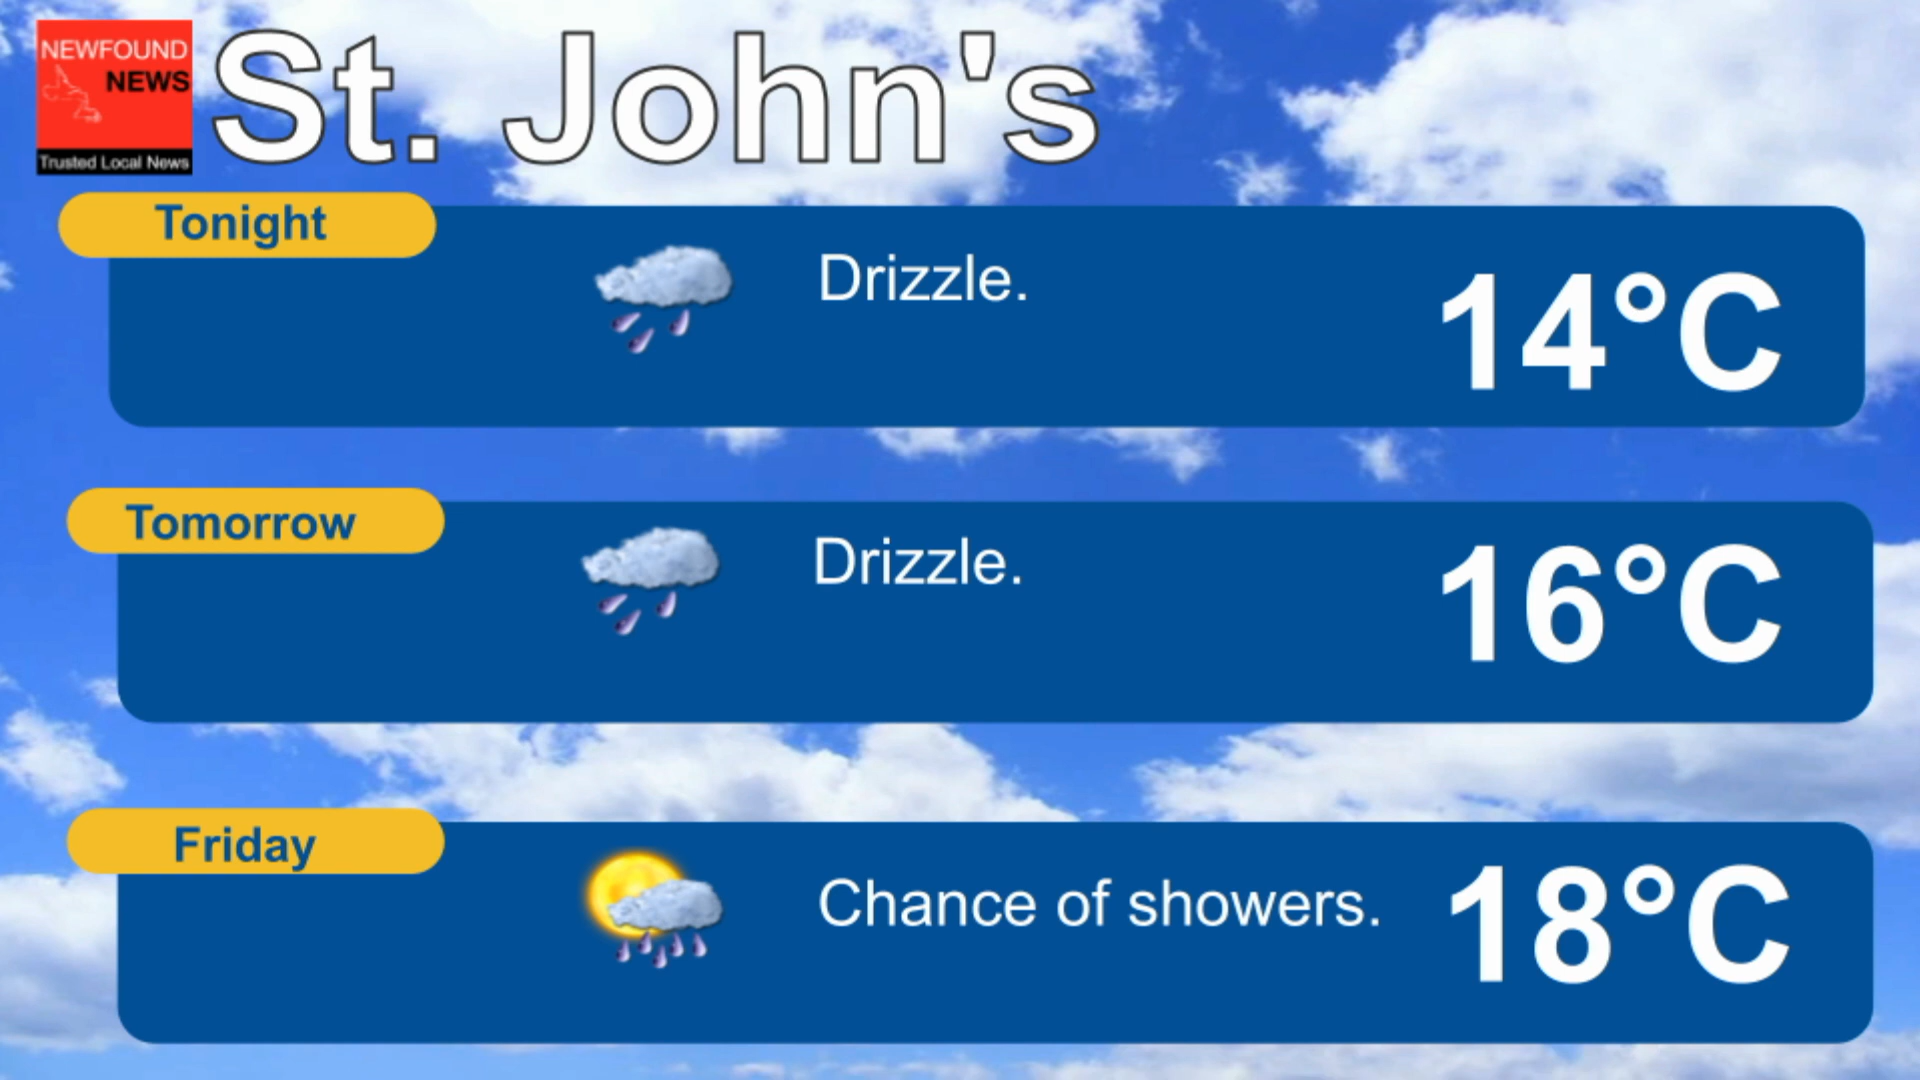 NEWFOUND
NEWS
Trusted Local News
St. John's
Tonight
Drizzle.
14°C
Tomorrow
Drizzle.
16°C
Friday
Chance of showers.
18°C